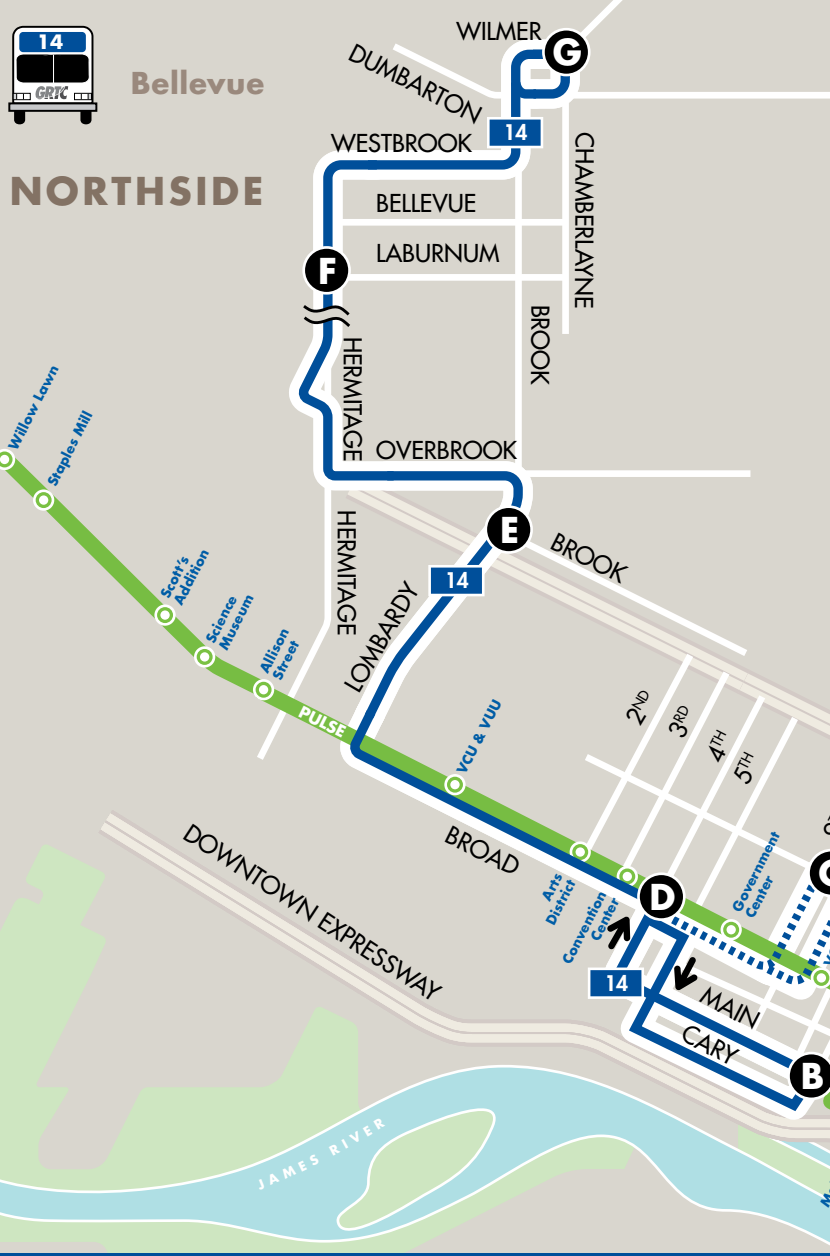 14
GRTC
Bellevue
NORTHSIDE
WILMER
G
DUMBARTON
14
WESTBROOK
CHAMBERLAYNE
BELLEVUE
LABURNUM
F
BROOK
HERMITAGE
OVERBROOK
Willow Lawn
Staples Mill
E
BROOK
HERMITAGE
14
LOMBARDY
Scott's
Addition
Science
Museum
Allison
Street
PULSE
VCU & VUU
2ND
3RD
4TH
5TH
BROAD
DOWNTOWN EXPRESSWAY
Arts
District
Convention
Center
D
Government
Center
14
MAIN
CARY
B
JAMES RIVER